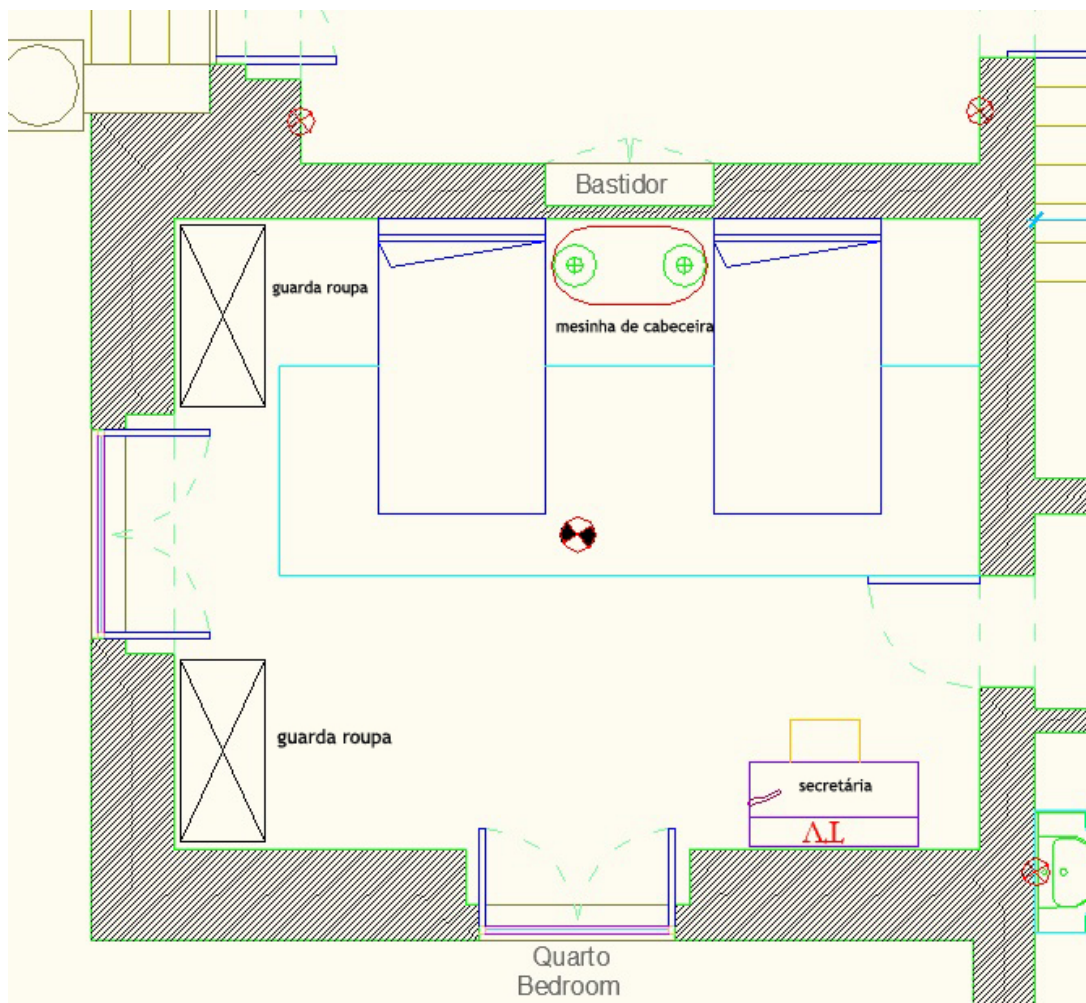 Bastidor
guarda roupa
mesinha de cabeceira
guarda roupa
secretária
TV
Quarto
Bedroom